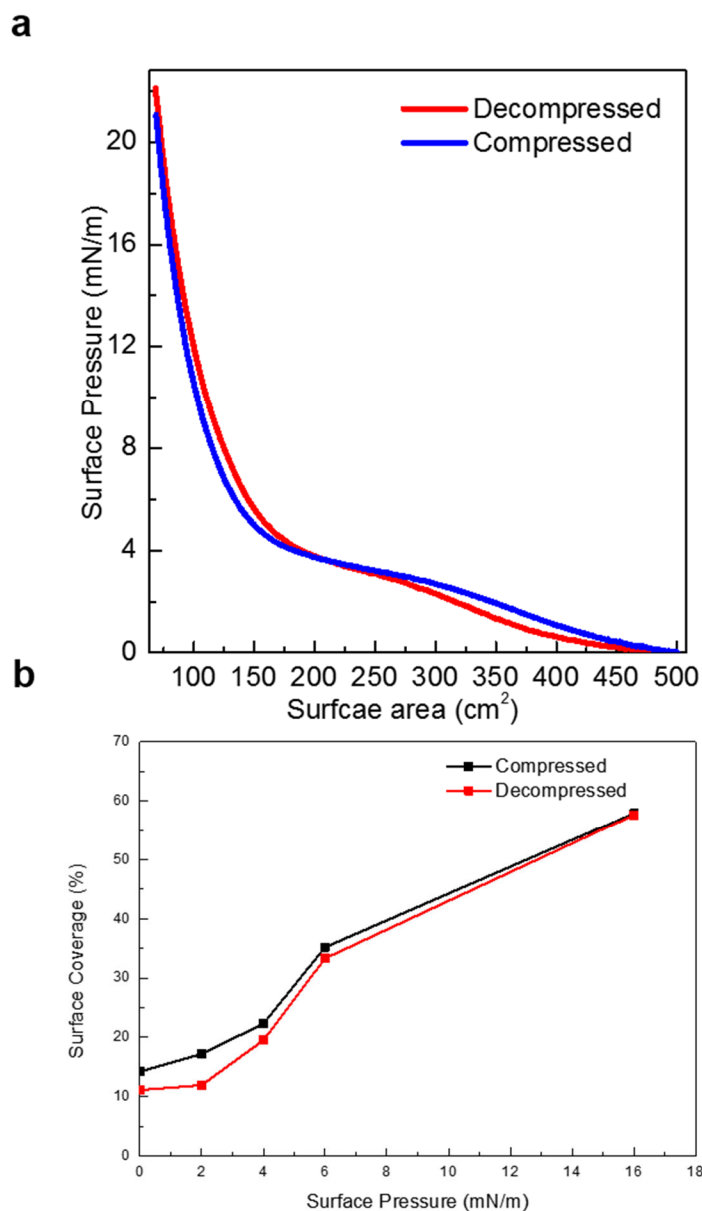 a
Decompressed
Compressed
20
16
12
8
4
0
Surface Pressure (mN/m)
100 150 200 250 300 350 400 450 500
Surfcae area (cm²)
b
Compressed
Decompressed
70
60
50
40
30
20
10
0
Surface Coverage (%)
0 2 4 6 8 10 12 14 16 18
Surface Pressure (mN/m)